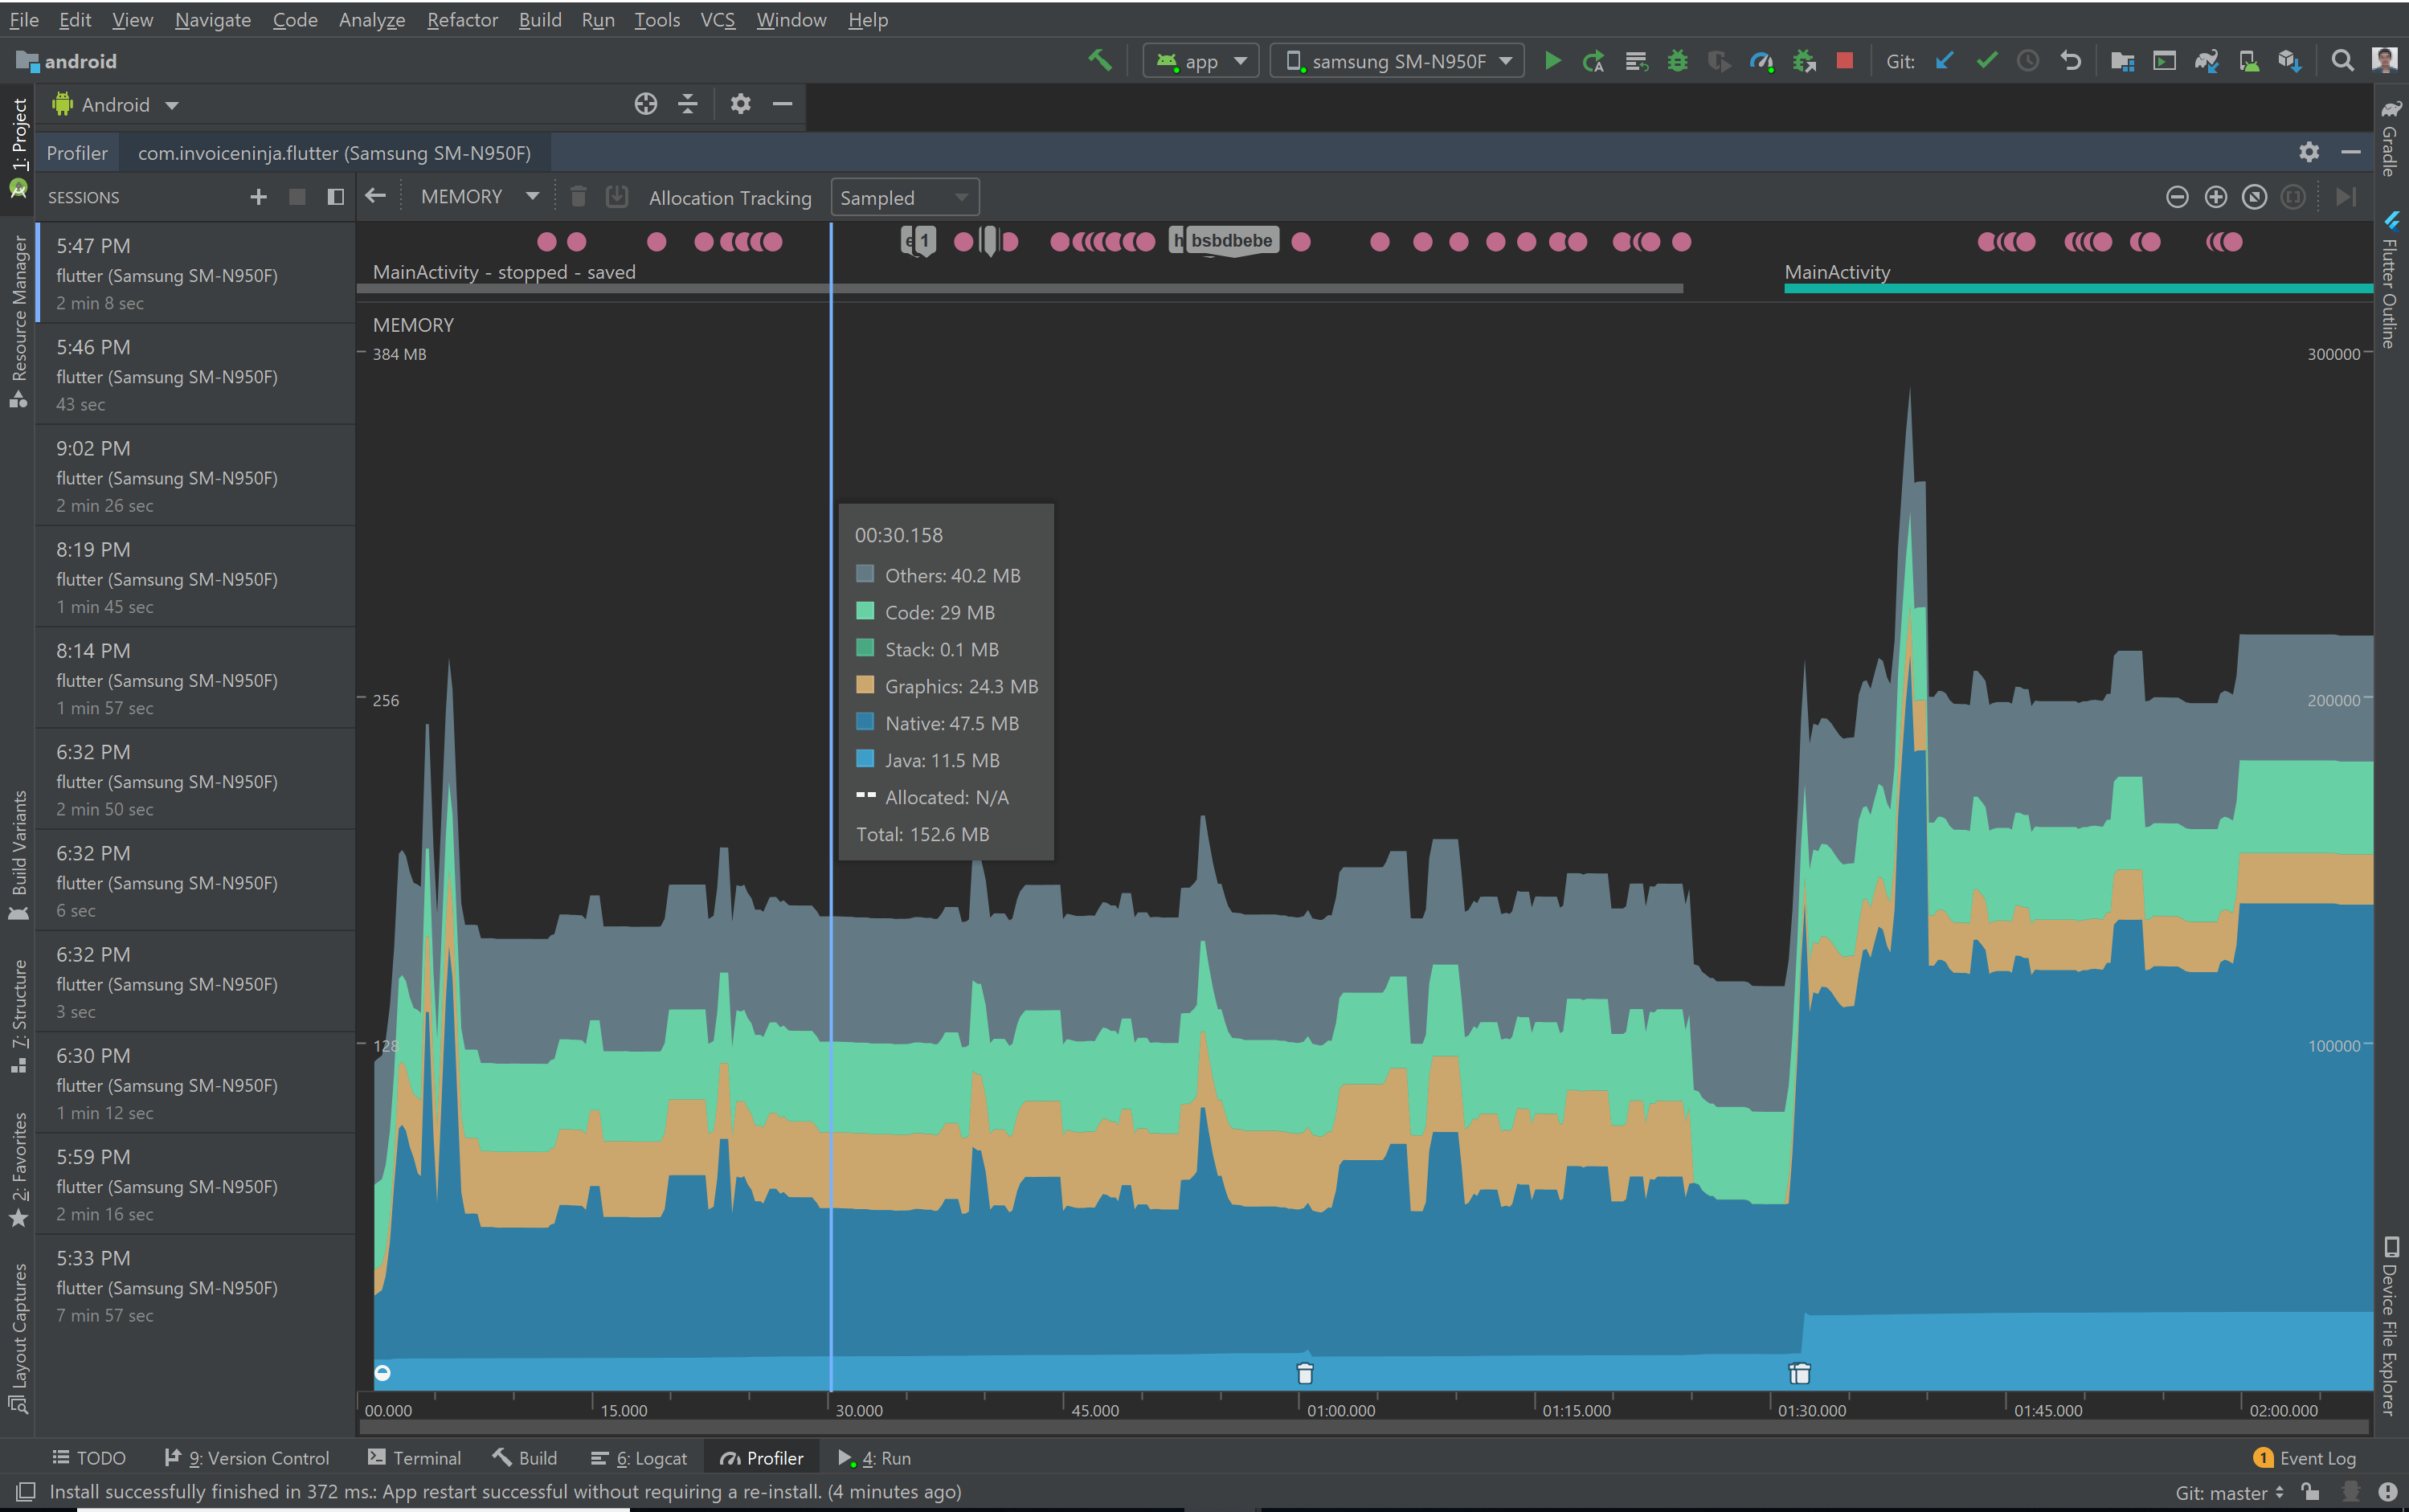 File Edit View Navigate Code Analyze Refactor Build Run Tools VCS Window Help
android
app
samsung SM-N950F
Git:
Android
Profiler
com.invoiceninja.flutter (Samsung SM-N950F)
SESSIONS
MEMORY
Allocation Tracking
Sampled
5:47 PM
flutter (Samsung SM-N950F)
2 min 8 sec
5:46 PM
flutter (Samsung SM-N950F)
43 sec
9:02 PM
flutter (Samsung SM-N950F)
2 min 26 sec
8:19 PM
flutter (Samsung SM-N950F)
1 min 45 sec
8:14 PM
flutter (Samsung SM-N950F)
1 min 57 sec
6:32 PM
flutter (Samsung SM-N950F)
2 min 50 sec
6:32 PM
flutter (Samsung SM-N950F)
6 sec
6:32 PM
flutter (Samsung SM-N950F)
3 sec
6:30 PM
flutter (Samsung SM-N950F)
1 min 12 sec
5:59 PM
flutter (Samsung SM-N950F)
2 min 16 sec
5:33 PM
flutter (Samsung SM-N950F)
7 min 57 sec
1: Project
Resource Manager
Build Variants
7: Structure
2: Favorites
Layout Captures
1
h
bsbdbebe
MainActivity - stopped - saved
MainActivity
MEMORY
384 MB
256
128
300000
200000
100000
00:30.158
Others: 40.2 MB
Code: 29 MB
Stack: 0.1 MB
Graphics: 24.3 MB
Native: 47.5 MB
Java: 11.5 MB
Allocated: N/A
Total: 152.6 MB
00.000
15.000
30.000
45.000
01:00.000
01:15.000
01:30.000
01:45.000
02:00.000
Gradle
Flutter Outline
Device File Explorer
TODO
9: Version Control
Terminal
Build
6: Logcat
Profiler
4: Run
1
Event Log
Install successfully finished in 372 ms.: App restart successful without requiring a re-install. (4 minutes ago)
Git: master